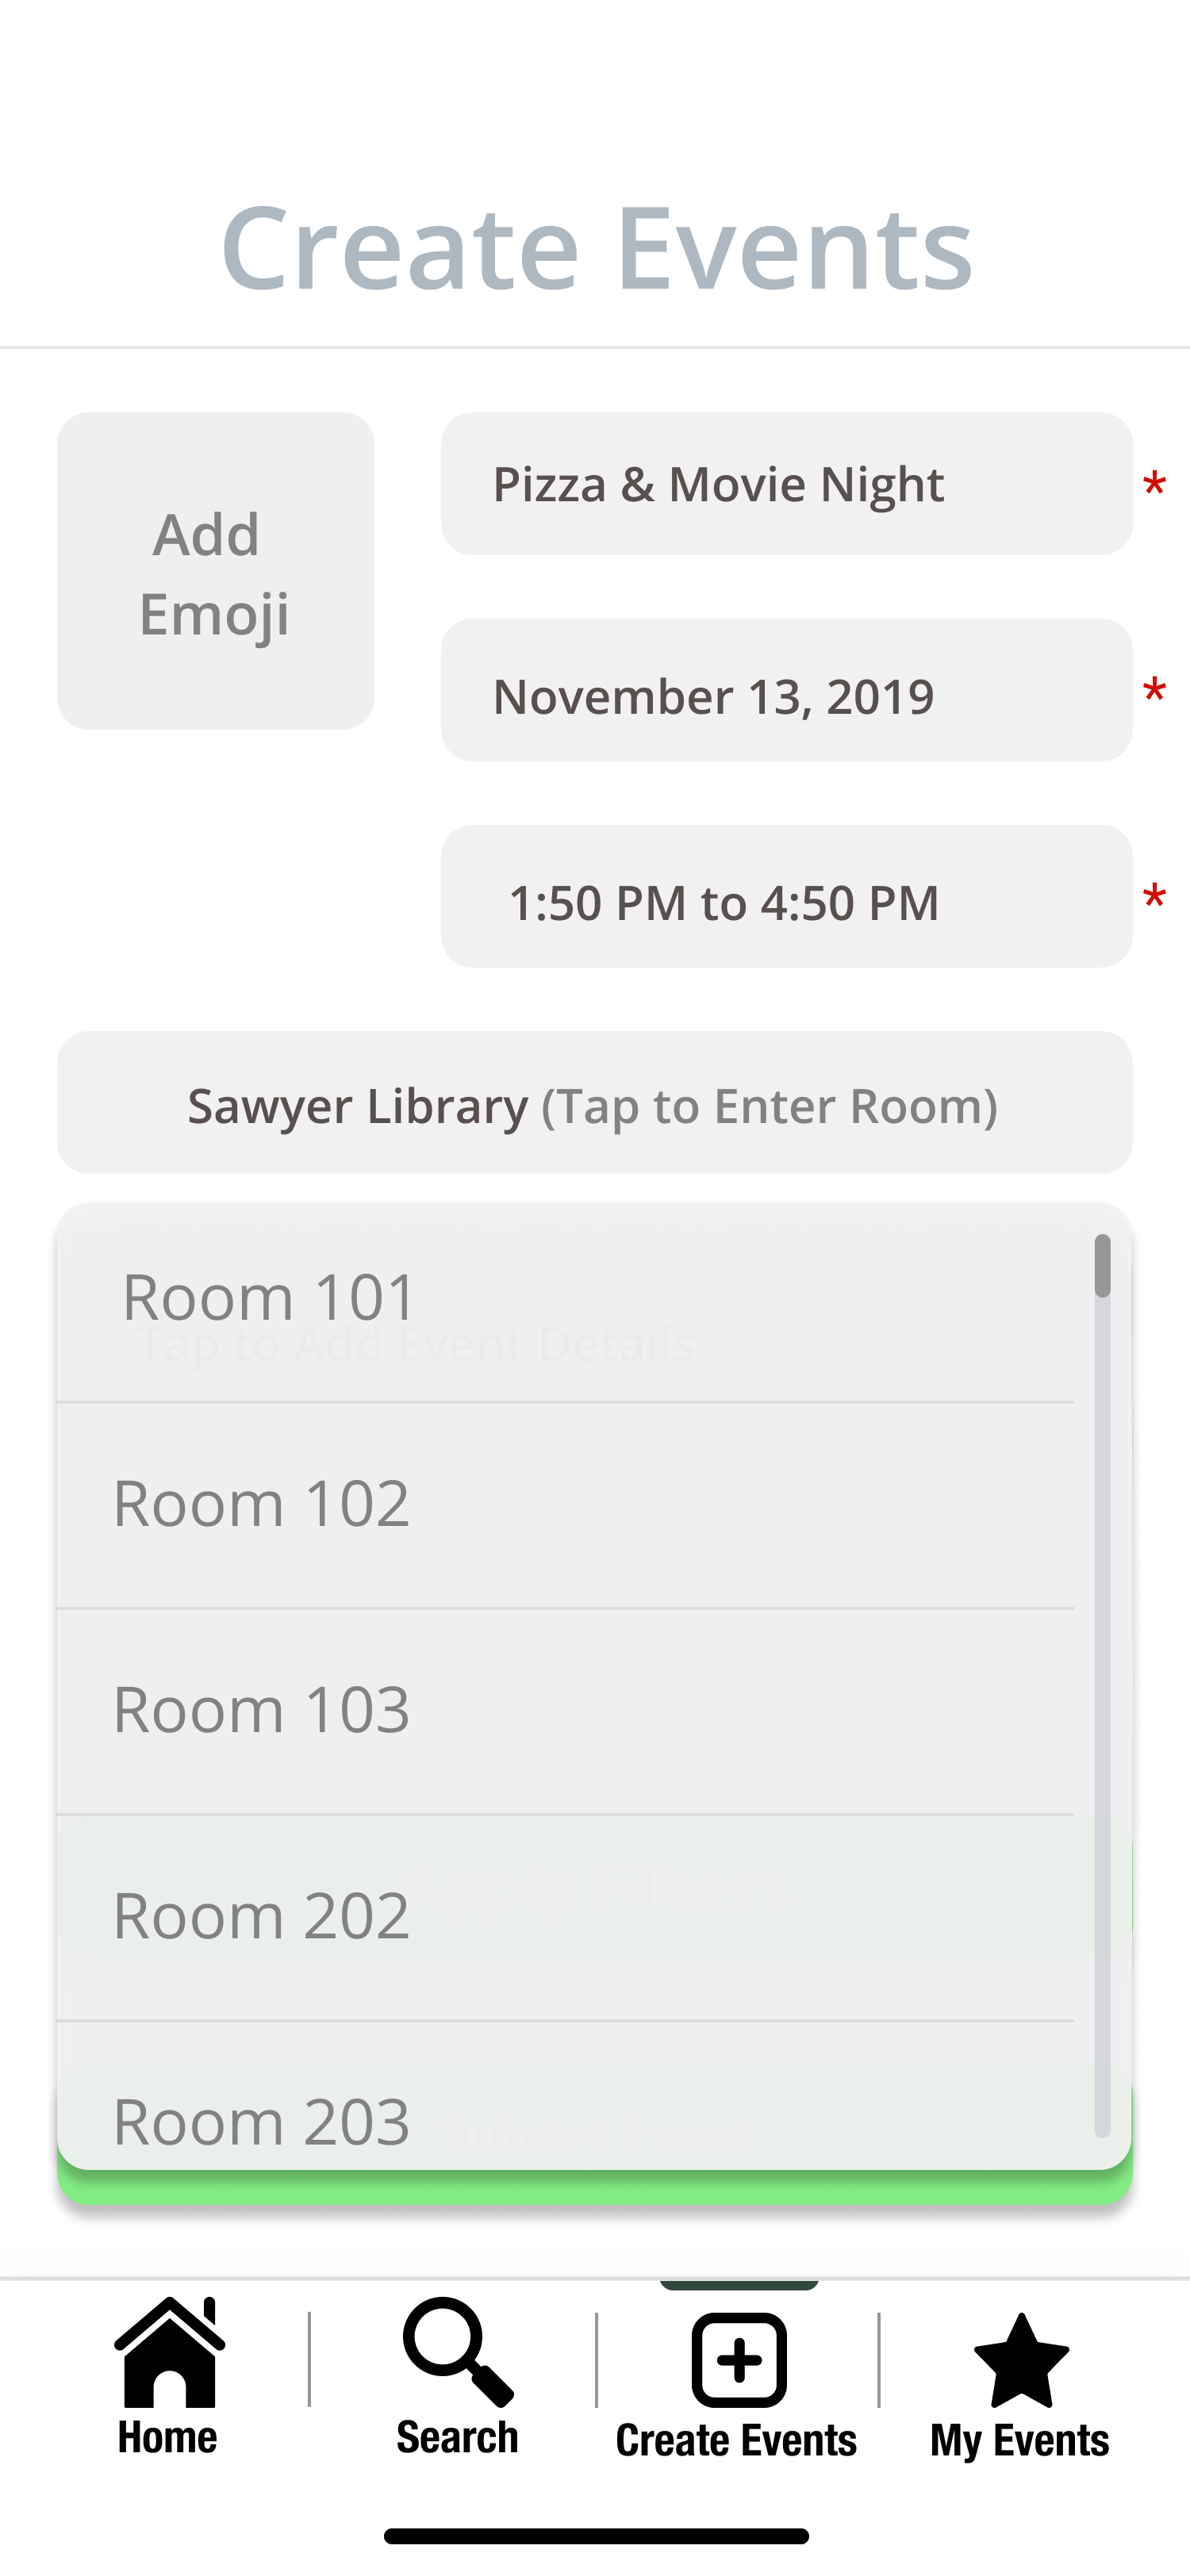 Create Events
Add
Emoji
Pizza & Movie Night *
November 13, 2019 *
1:50 PM to 4:50 PM *
Sawyer Library (Tap to Enter Room)
Room 101
Tap to Add Event Details
Room 102
Room 103
Apply Filters
Room 202
Room 203
Submit Event
Home
Search
Create Events
My Events